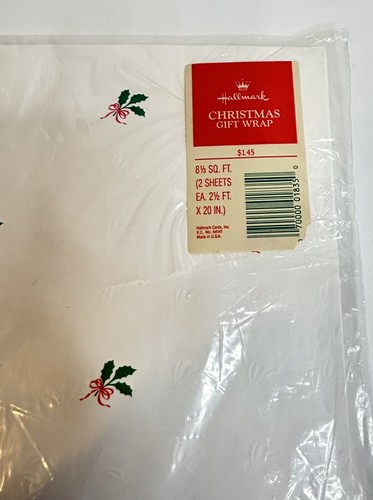 Hallmark
CHRISTMAS
GIFT WRAP
$1.45
8⅓ SQ. FT.
(2 SHEETS
EA. 2½ FT.
X 20 IN.)
Hallmark Cards, Inc.
K.C., Mo. 64141
Made in U.S.A.
70000 01835 0